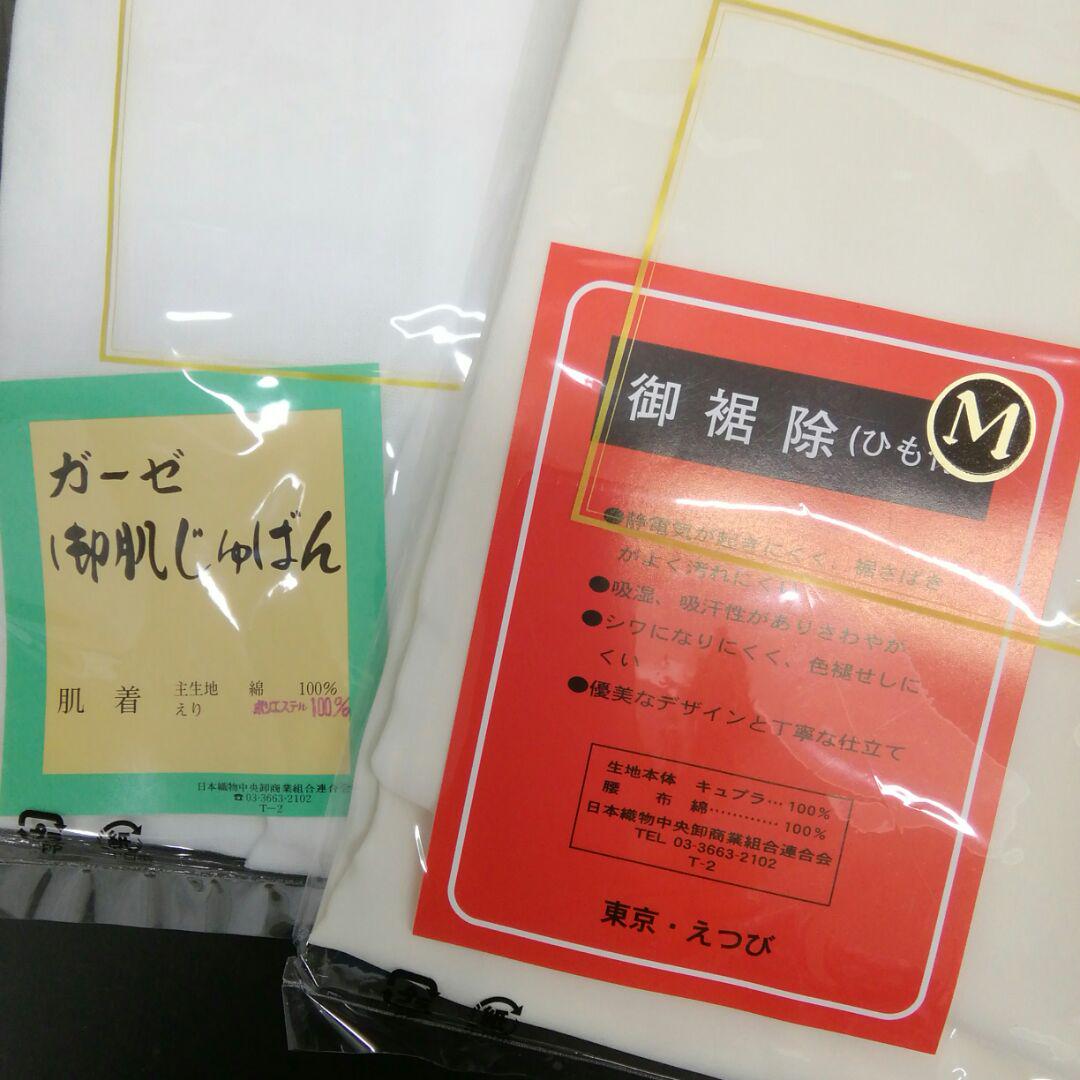 ガーゼ
御肌じゅばん
肌着 主生地 綿 100%
えり ポリエステル 100%
日本織物中央卸商業組合連合会
☎03-3663-2102
T-2
紙
M
御裾除(ひも
●静電気が起きにくく、裾さばき
がよく汚れにくい
●吸湿、吸汗性がありさわやか
●シワになりにくく、色褪せしに
くい
●優美なデザインと丁寧な仕立て
生地本体 キュプラ…100%
腰布 綿…………100%
日本織物中央卸商業組合連合会
TEL 03-3663-2102
T-2
東京・えつび
紙